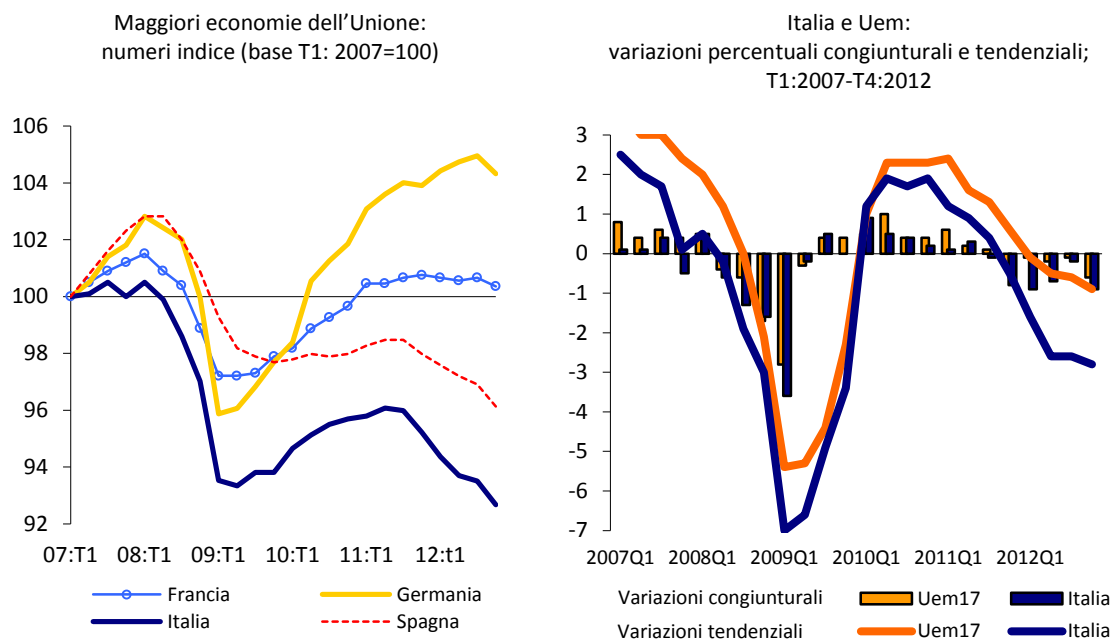 Maggiori economie dell’Unione:
numeri indice (base T1: 2007=100)
106
104
102
100
98
96
94
92
07:T1 08:T1 09:T1 10:T1 11:T1 12:t1
Francia Germania
Italia Spagna
Italia e Uem:
variazioni percentuali congiunturali e tendenziali;
T1:2007-T4:2012
3
2
1
0
-1
-2
-3
-4
-5
-6
-7
2007Q1 2008Q1 2009Q1 2010Q1 2011Q1 2012Q1
Variazioni congiunturali Uem17 Italia
Variazioni tendenziali Uem17 Italia